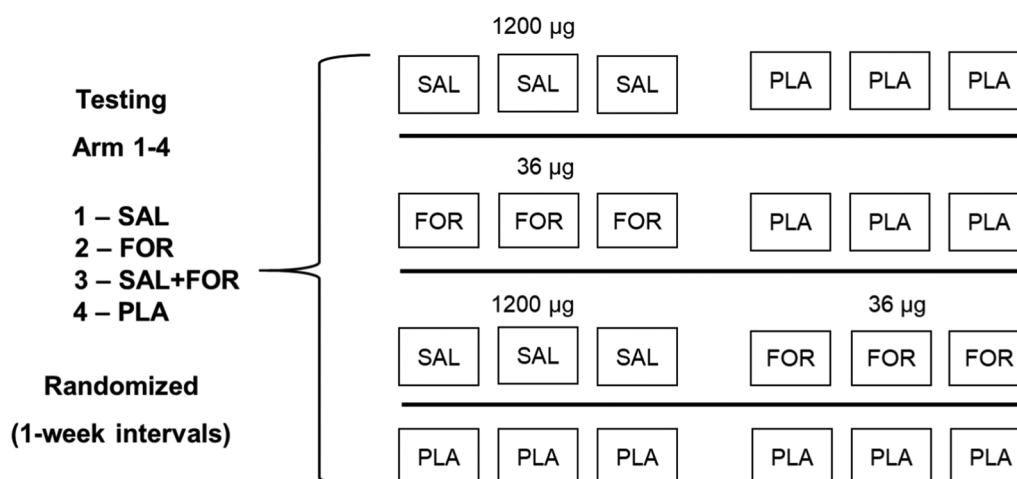 Testing
Arm 1-4
1 – SAL
2 – FOR
3 – SAL+FOR
4 – PLA
Randomized
(1-week intervals)
1200 µg
SAL SAL SAL PLA PLA PLA
36 µg
FOR FOR FOR PLA PLA PLA
1200 µg 36 µg
SAL SAL SAL FOR FOR FOR
PLA PLA PLA PLA PLA PLA